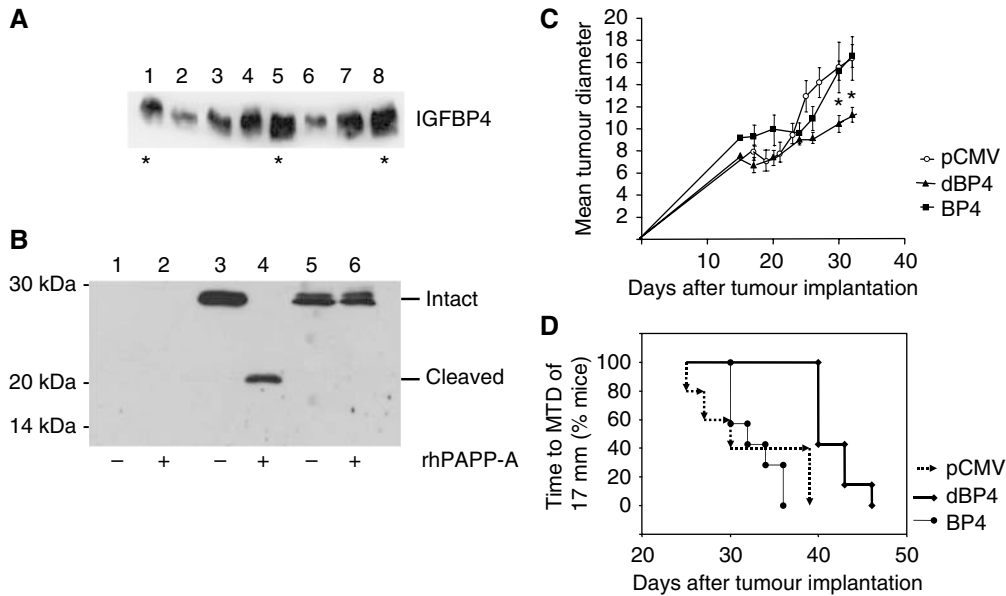 A
1 2 3 4 5 6 7 8
IGFBP4
* * *
B
1 2 3 4 5 6
30 kDa
Intact
20 kDa
Cleaved
14 kDa
– + – + – + rhPAPP-A
C
Mean tumour diameter
20
18
16
14
12
10
8
6
4
2
* *
10 20 30 40
Days after tumour implantation
pCMV
dBP4
BP4
D
Time to MTD of
17 mm (% mice)
100
80
60
40
20
0
20 30 40 50
Days after tumour implantation
pCMV
dBP4
BP4